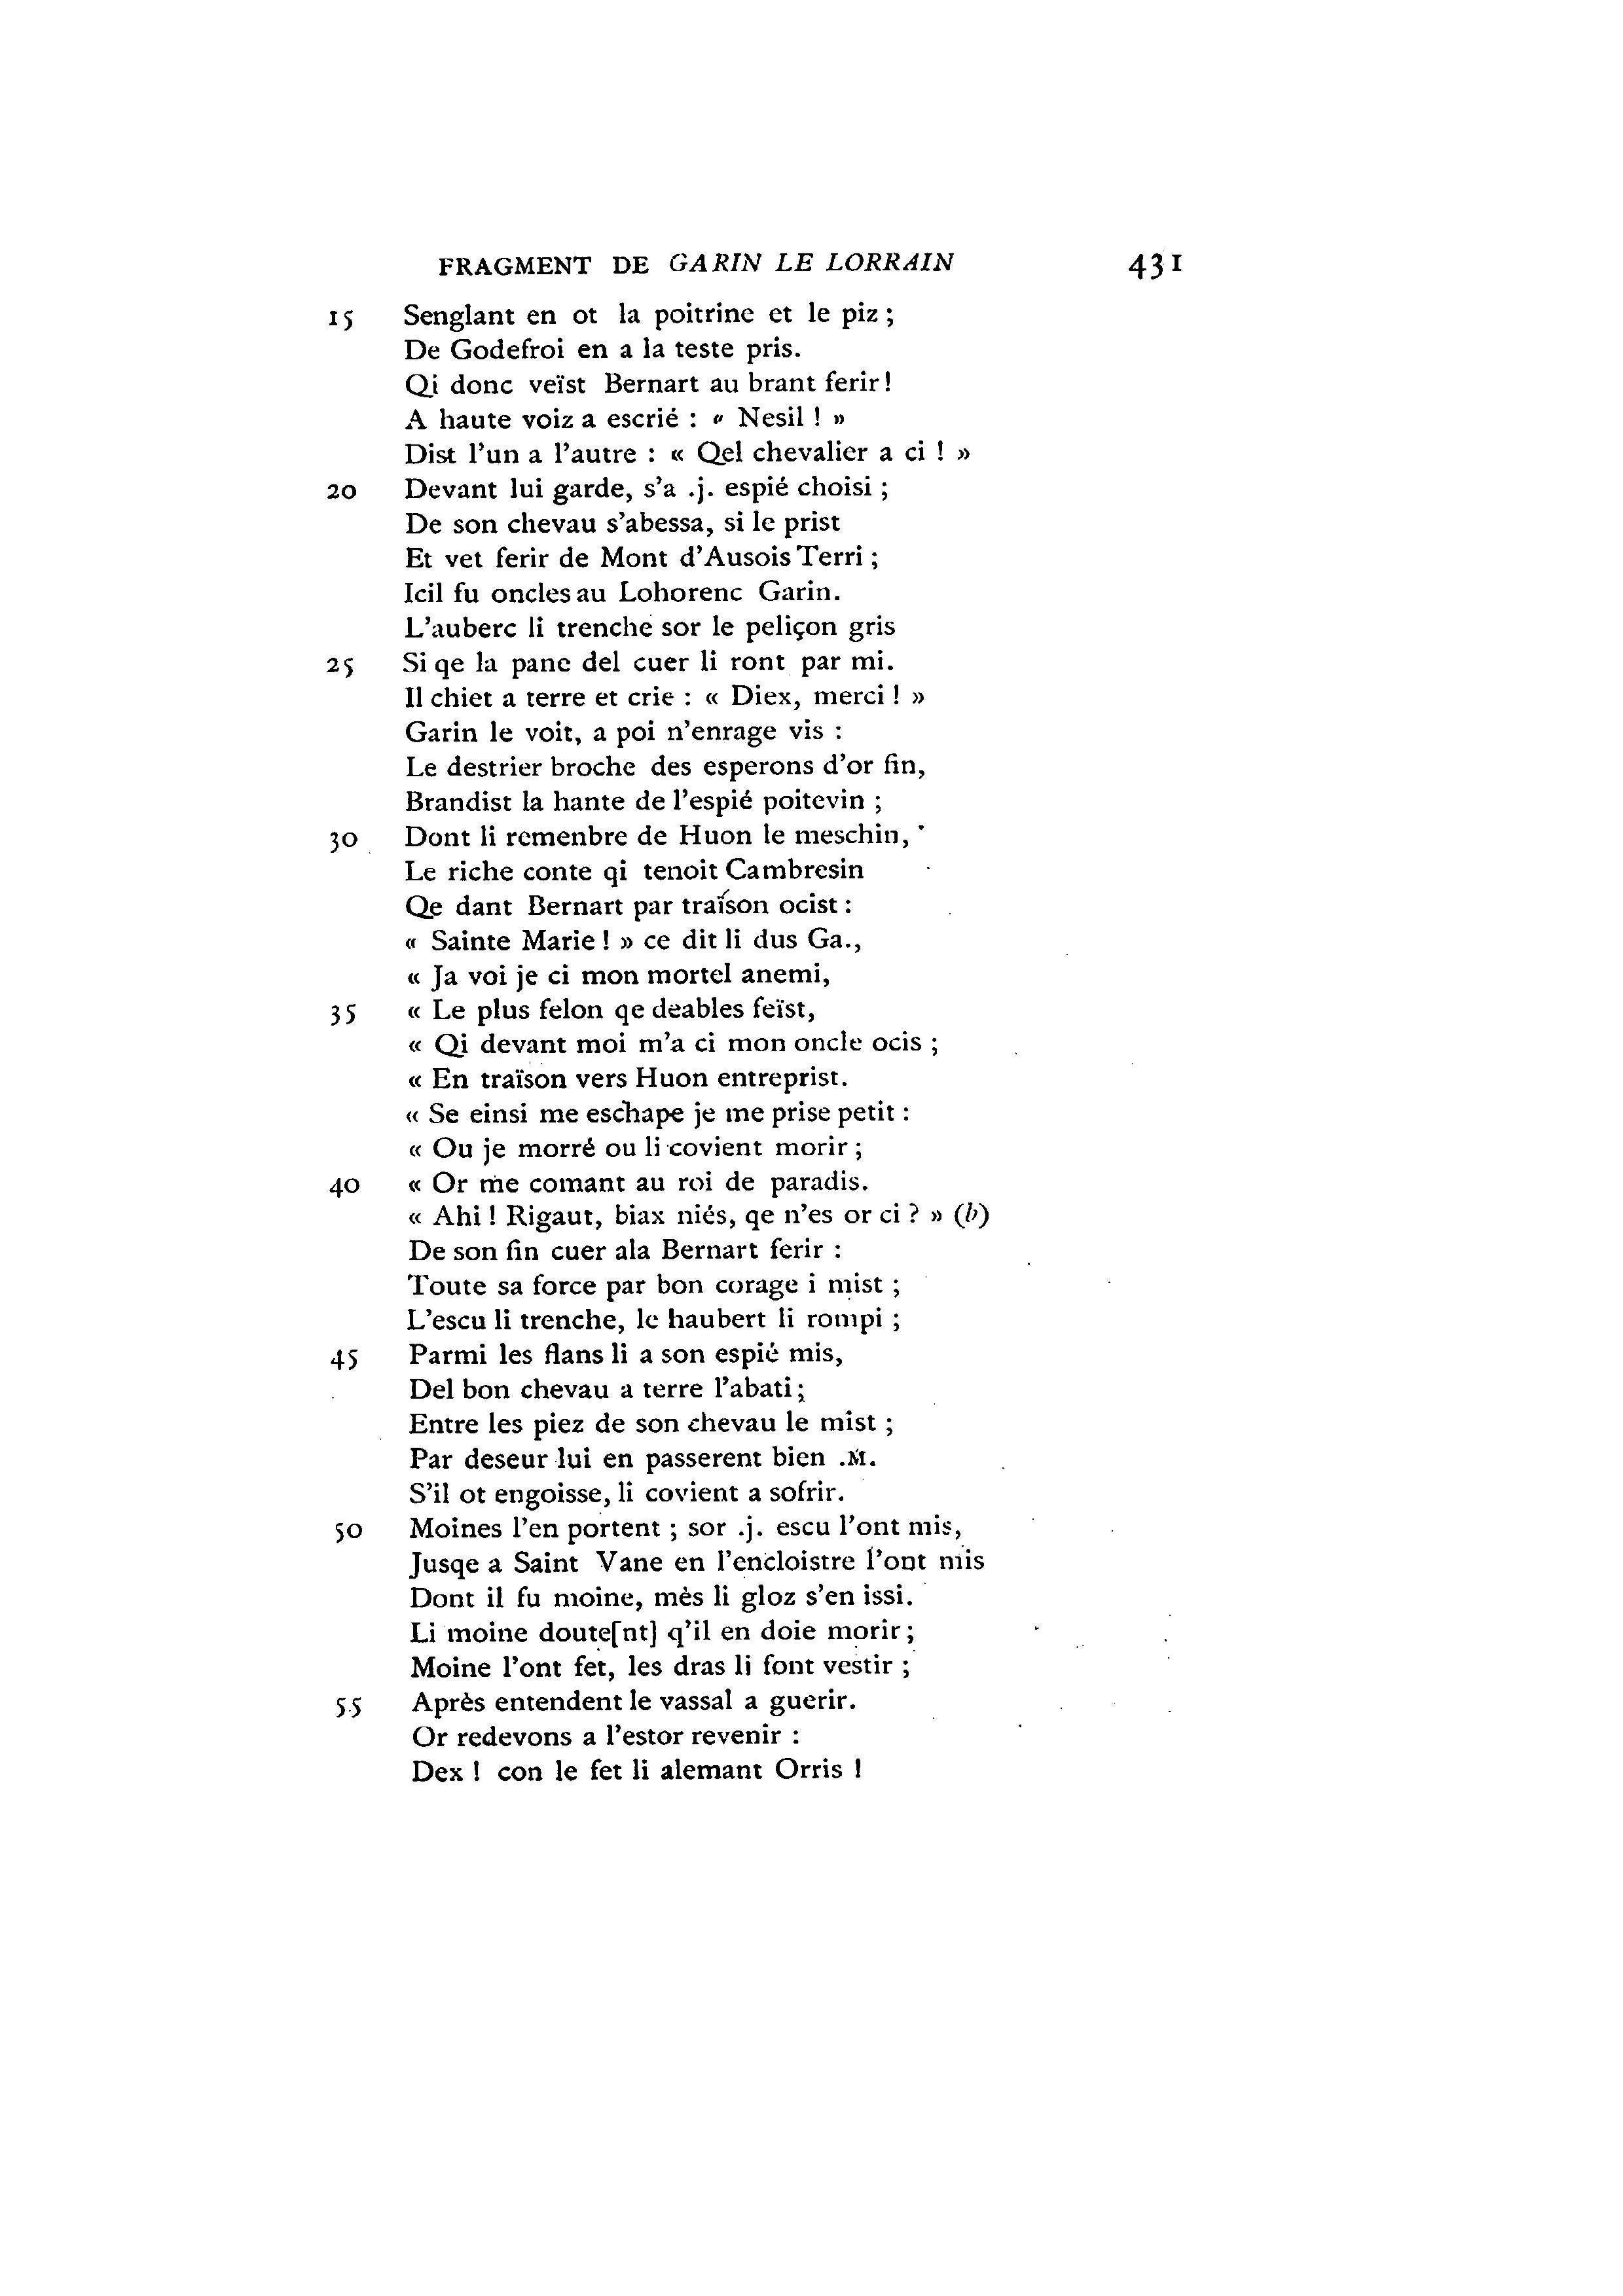 FRAGMENT DE GARIN LE LORRAIN 431
15 Senglant en ot la poitrine et le piz ;
De Godefroi en a la teste pris.
Qi donc veïst Bernart au brant ferir !
A haute voiz a escrié : « Nesil ! »
Dist l'un a l'autre : « Qel chevalier a ci ! »
20 Devant lui garde, s'a .j. espié choisi ;
De son chevau s'abessa, si le prist
Et vet ferir de Mont d'Ausois Terri ;
Icil fu oncles au Lohorenc Garin.
L'auberc li trenche sor le peliçon gris
25 Si qe la pane del cuer li ront par mi.
Il chiet a terre et crie : « Diex, merci ! »
Garin le voit, a poi n'enrage vis :
Le destrier broche des esperons d'or fin,
Brandist la hante de l'espié poitevin ;
30 Dont li remenbre de Huon le meschin,
Le riche conte qi tenoit Cambresin
Qe dant Bernart par traïson ocist :
« Sainte Marie ! » ce dit li dus Ga.,
« Ja voi je ci mon mortel anemi,
35 « Le plus felon qe deables feïst,
« Qi devant moi m'a ci mon oncle ocis ;
« En traïson vers Huon entreprist.
« Se einsi me eschape je me prise petit :
« Ou je morré ou li covient morir ;
40 « Or me comant au roi de paradis.
« Ahi ! Rigaut, biax niés, qe n'es or ci ? » (b)
De son fin cuer ala Bernart ferir :
Toute sa force par bon corage i mist ;
L'escu li trenche, le haubert li rompi ;
45 Parmi les flans li a son espié mis,
Del bon chevau a terre l'abati ;
Entre les piez de son chevau le mist ;
Par deseur lui en passerent bien .M.
S'il ot engoisse, li covient a sofrir.
50 Moines l'en portent ; sor .j. escu l'ont mis,
Jusqe a Saint Vane en l'encloistre l'ont mis
Dont il fu moine, mès li gloz s'en issi.
Li moine doute[nt] q'il en doie morir ;
Moine l'ont fet, les dras li font vestir ;
55 Après entendent le vassal a guerir.
Or redevons a l'estor revenir :
Dex ! con le fet li alemant Orris !